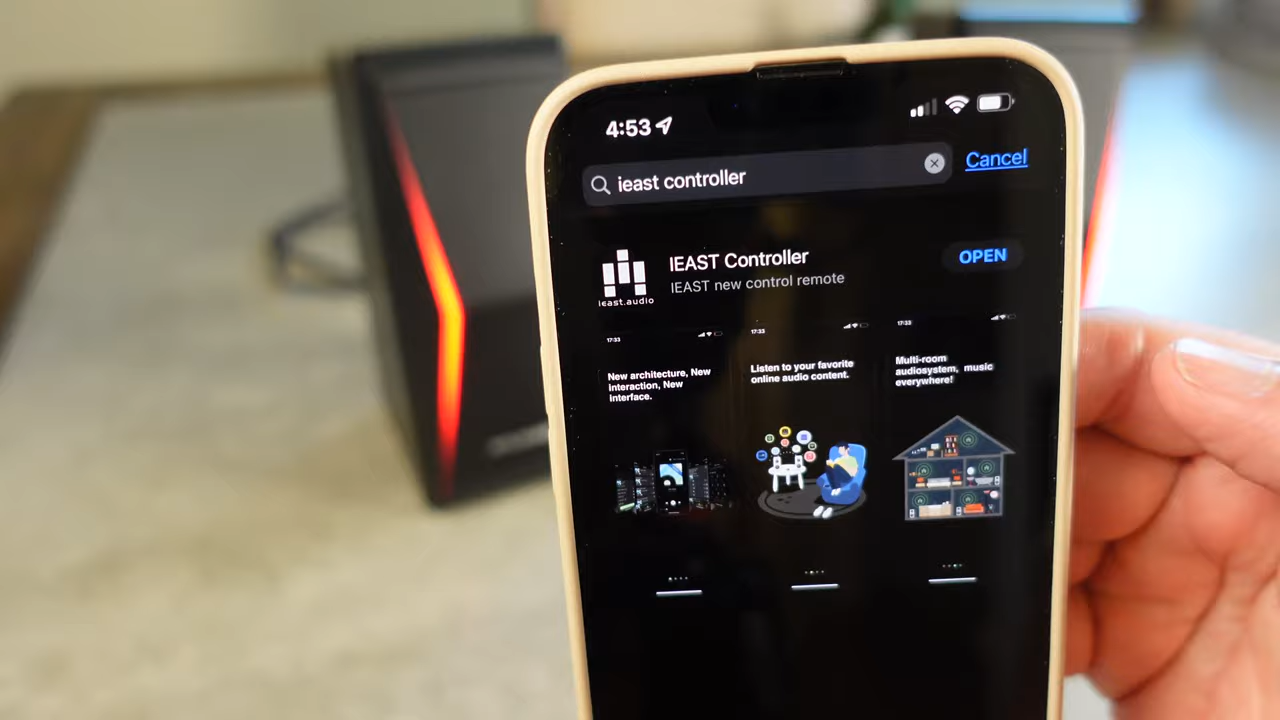 4:53
ieast controller
Cancel
IEAST Controller
IEAST new control remote
OPEN
ieast.audio
17:33
17:33
17:33
New architecture, New
interaction, New
interface.
Listen to your favorite
online audio content.
Multi-room
audiosystem, music
everywhere!